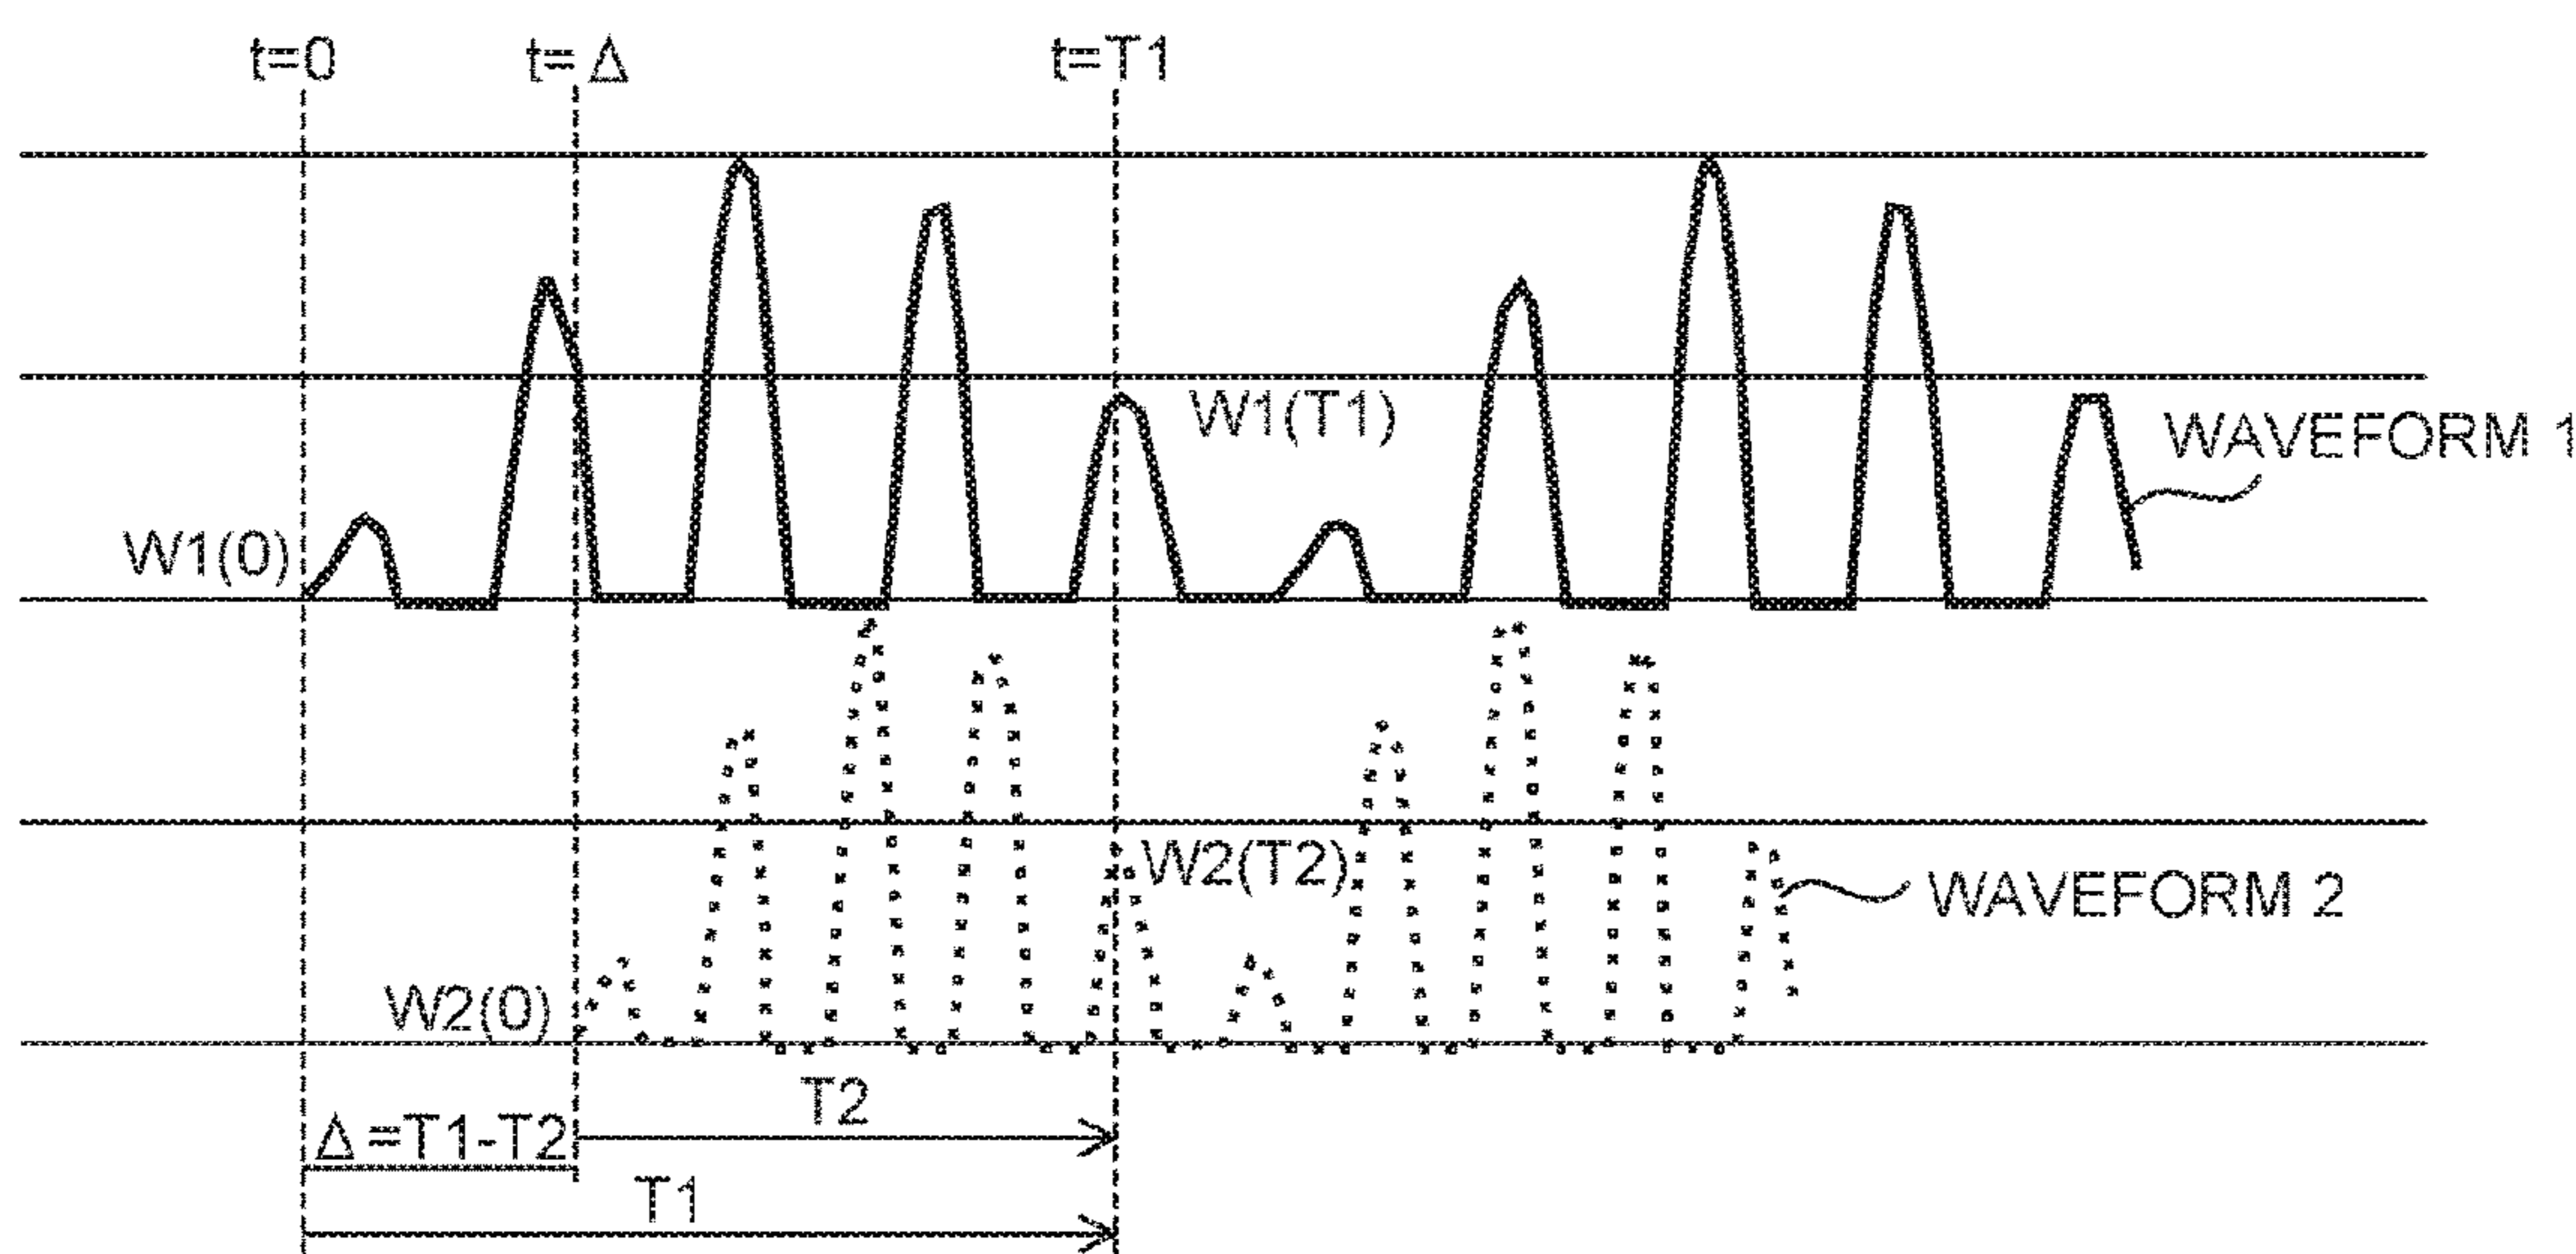 t=0
t=Δ
t=T1
W1(T1)
WAVEFORM 1
W1(0)
W2(T2)
WAVEFORM 2
W2(0)
T2
Δ=T1-T2
T1